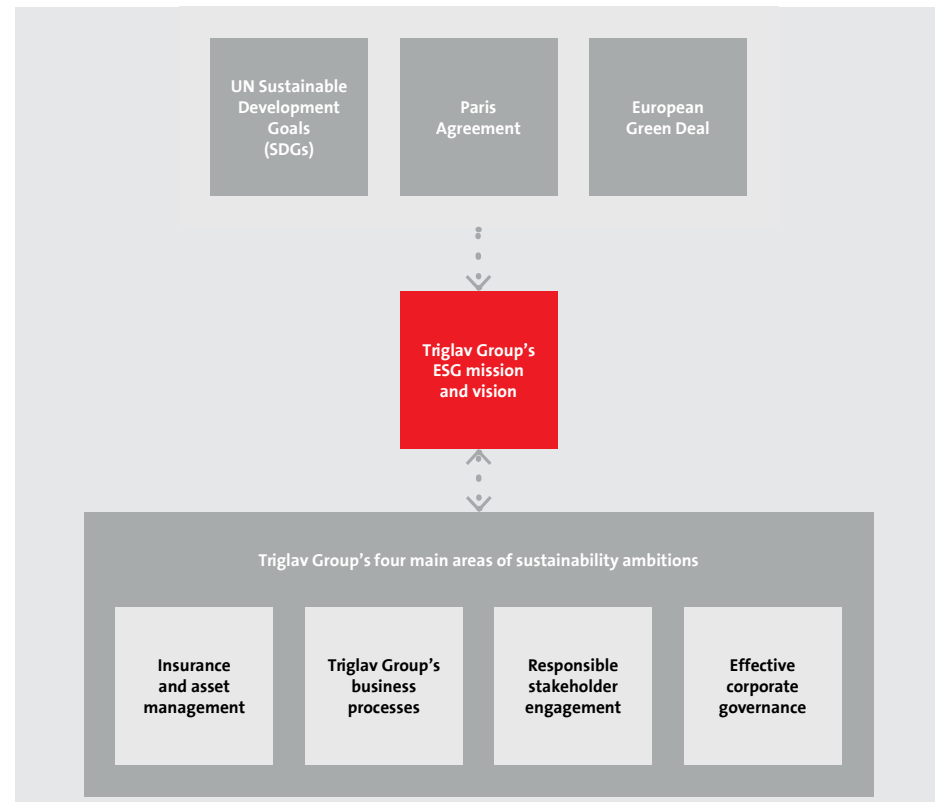 UN Sustainable
Development
Goals
(SDGs)
Paris
Agreement
European
Green Deal
Triglav Group’s
ESG mission
and vision
Triglav Group’s four main areas of sustainability ambitions
Insurance
and asset
management
Triglav Group’s
business
processes
Responsible
stakeholder
engagement
Effective
corporate
governance